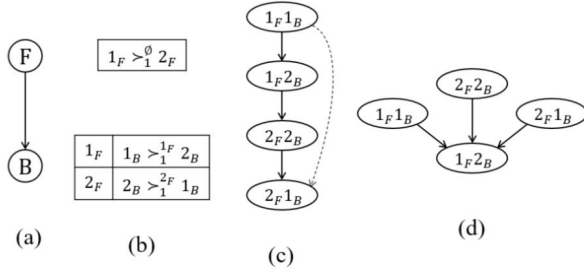 F
B
(a)
1_F ≻_1^∅ 2_F
1_F 1_B ≻_1^{1_F} 2_B
2_F 2_B ≻_1^{2_F} 1_B
(b)
1_F1_B
1_F2_B
2_F2_B
2_F1_B
(c)
1_F1_B
2_F2_B
2_F1_B
1_F2_B
(d)